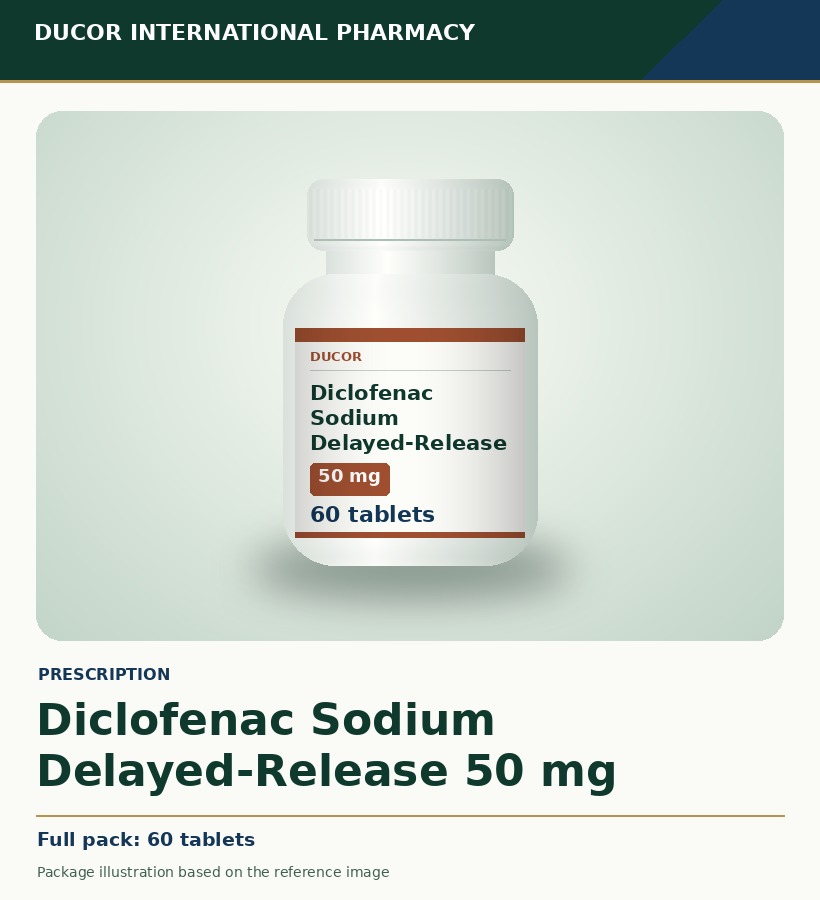 DUCOR INTERNATIONAL PHARMACY
DUCOR
Diclofenac
Sodium
Delayed-Release
50 mg
60 tablets
PRESCRIPTION
Diclofenac Sodium
Delayed-Release 50 mg
Full pack: 60 tablets
Package illustration based on the reference image